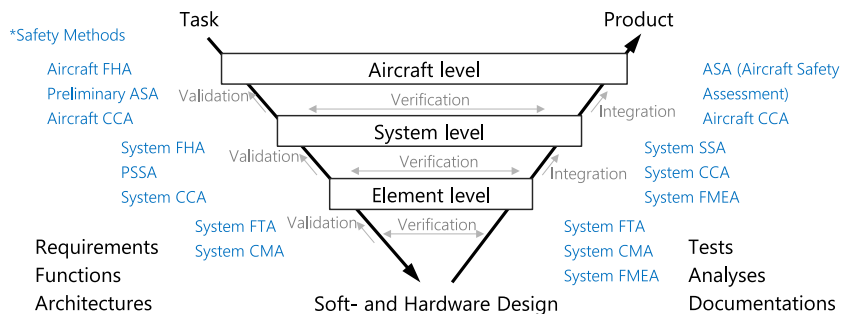 Task
Product
*Safety Methods
Aircraft FHA
Preliminary ASA
Aircraft CCA
Aircraft level
ASA (Aircraft Safety
Assessment)
Aircraft CCA
Validation
Verification
Integration
System FHA
PSSA
System CCA
System level
System SSA
System CCA
System FMEA
Validation
Verification
Integration
Element level
System FTA
System CMA
Validation
Verification
System FTA
System CMA
System FMEA
Requirements
Functions
Architectures
Soft- and Hardware Design
Tests
Analyses
Documentations